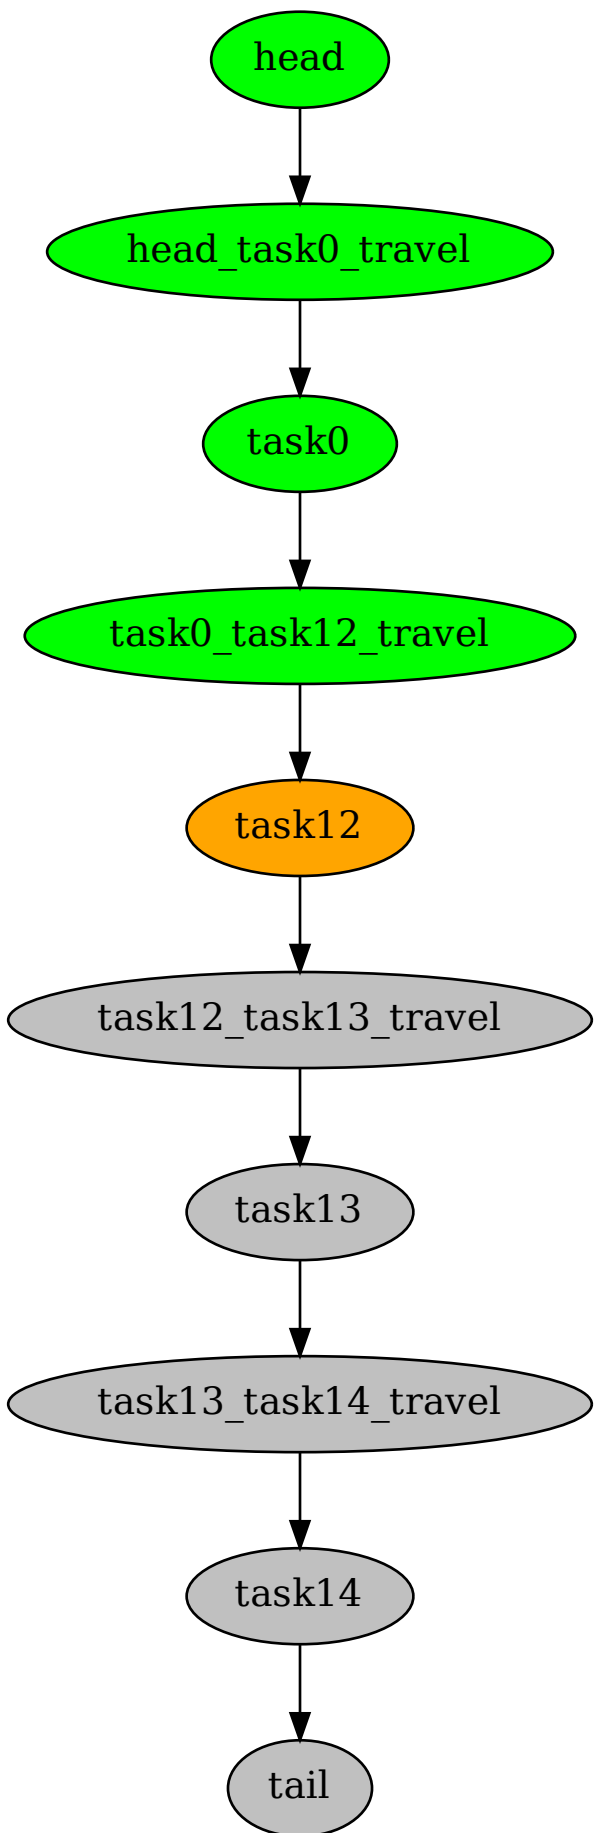 head
head_task0_travel
task0
task0_task12_travel
task12
task12_task13_travel
task13
task13_task14_travel
task14
tail